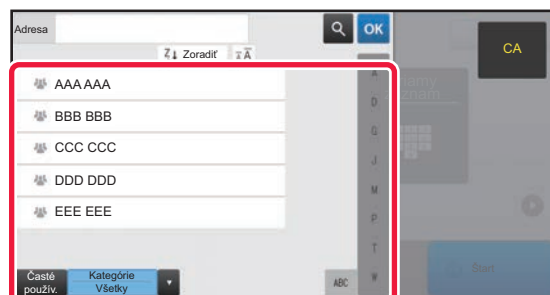 Adresa
OK
CA
Z↓ Zoradiť
A
AAA AAA
BBB BBB
CCC CCC
DDD DDD
EEE EEE
A
D
G
J
M
P
T
W
Časté
použív.
Kategórie
Všetky
▼
ABC
Štart